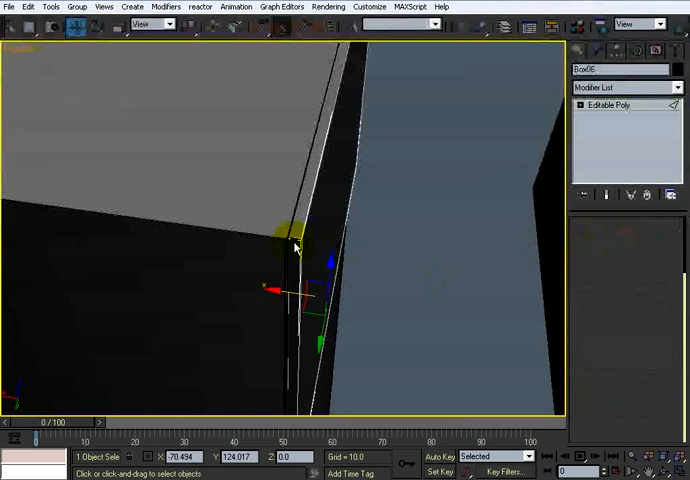 File Edit Tools Group Views Create Modifiers reactor Animation Graph Editors Rendering Customize MAXScript Help
View View
Box06
Modifier List
Editable Poly
x
0 / 100
0 10 20 30 40 50 60 70 80 90 100
1 Object Sele X: -70.494 Y: 124.017 Z: 0.0 Grid = 10.0 Auto Key Selected
Click or click-and-drag to select objects Add Time Tag Set Key Key Filters... 0